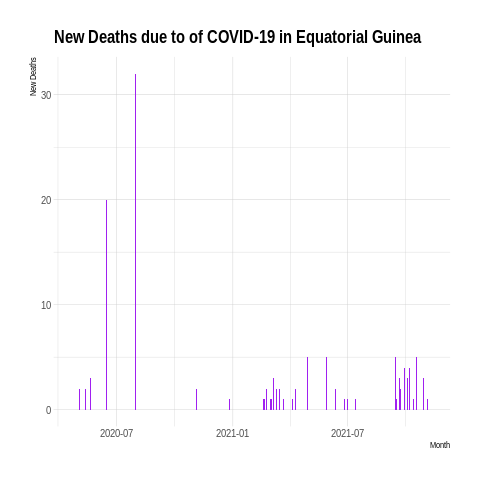 New Deaths due to of COVID-19 in Equatorial Guinea
New Deaths
30
20
10
0
2020-07 2021-01 2021-07
Month